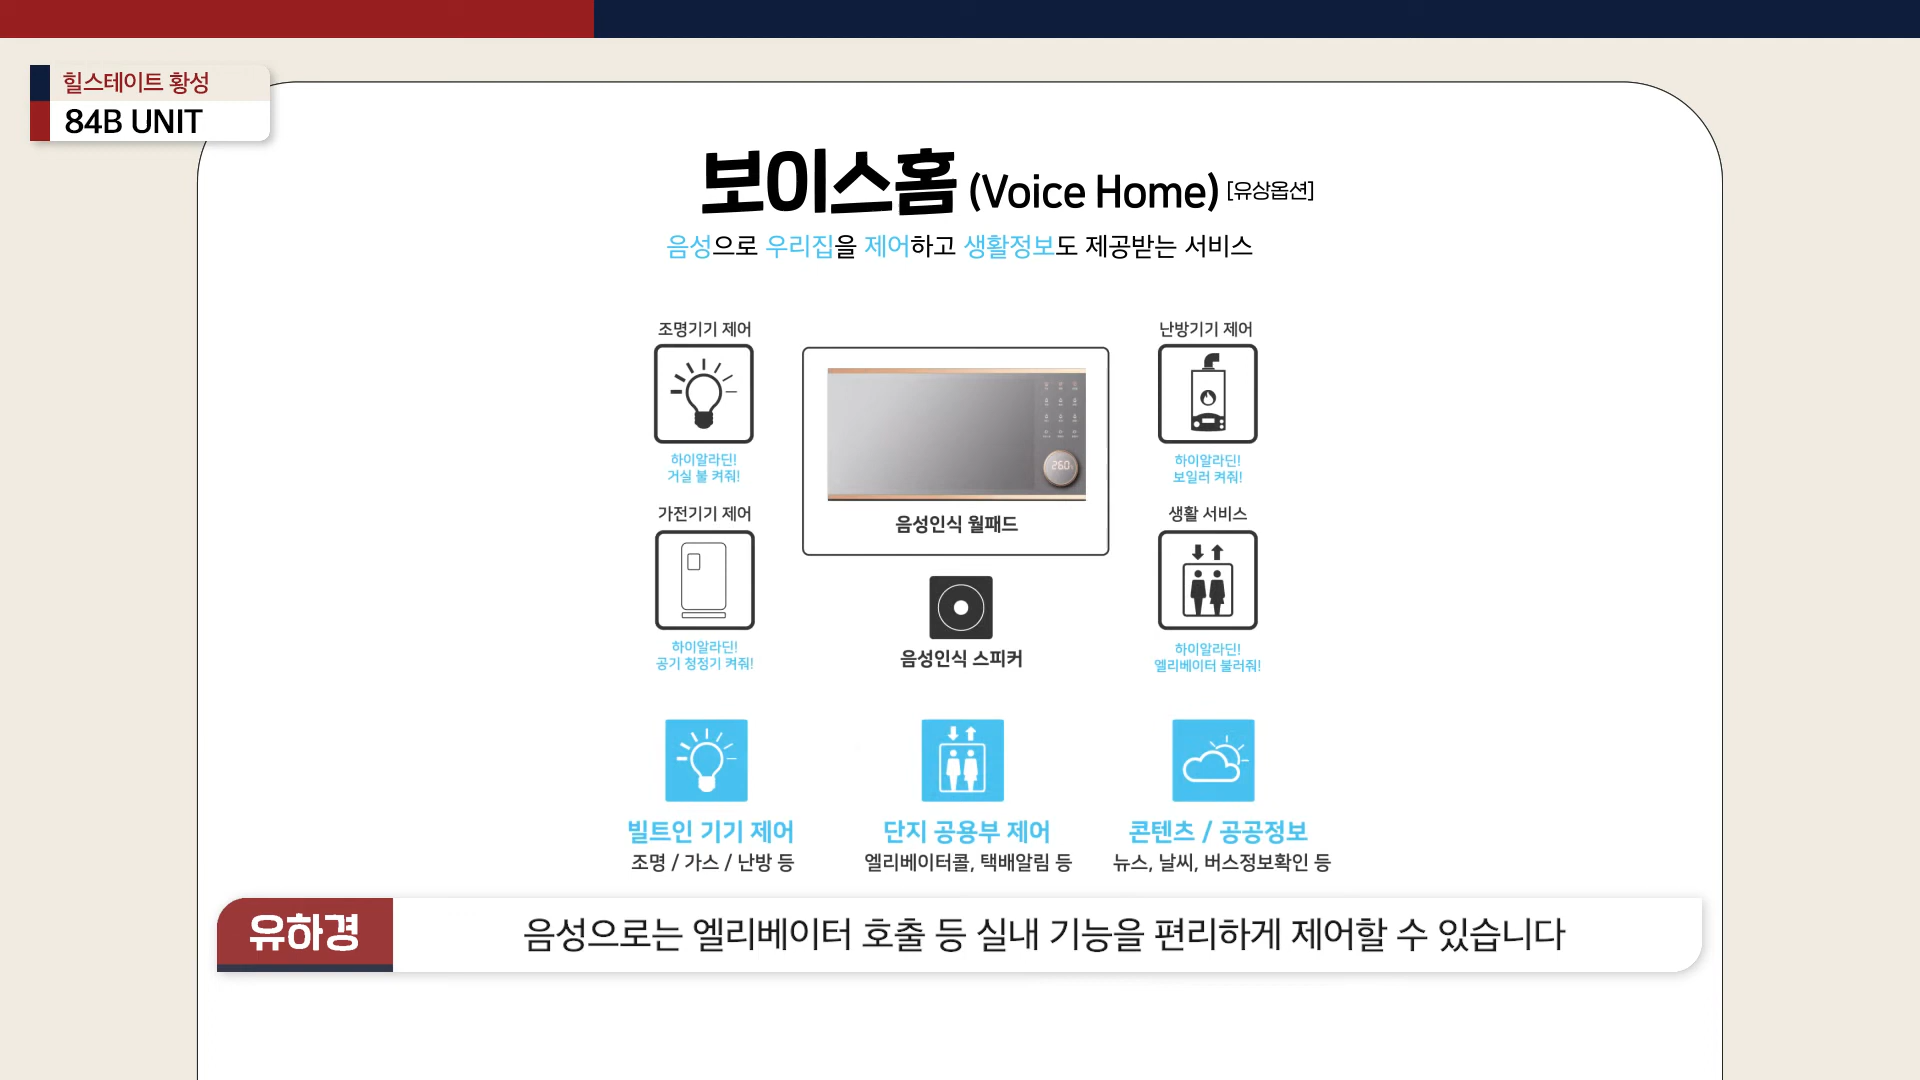 힐스테이트 황성
84B UNIT
보이스홈 (Voice Home) [유상옵션]
음성으로 우리집을 제어하고 생활정보도 제공받는 서비스
조명기기 제어
하이알라딘!
거실 불 켜줘!
난방기기 제어
하이알라딘!
보일러 켜줘!
260
음성인식 월패드
가전기기 제어
하이알라딘!
공기 청정기 켜줘!
음성인식 스피커
생활 서비스
하이알라딘!
엘리베이터 불러줘!
빌트인 기기 제어
조명 / 가스 / 난방 등
단지 공용부 제어
엘리베이터콜, 택배알림 등
콘텐츠 / 공공정보
뉴스, 날씨, 버스정보확인 등
유하경
음성으로는 엘리베이터 호출 등 실내 기능을 편리하게 제어할 수 있습니다